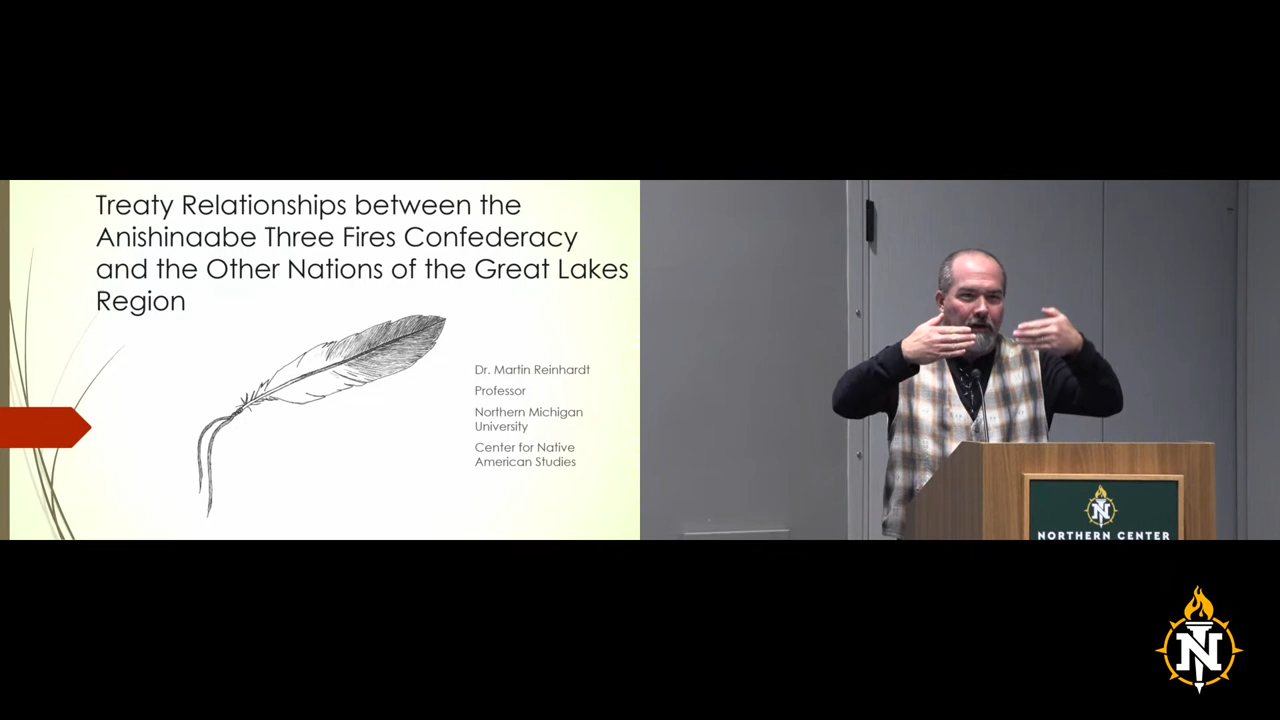 Treaty Relationships between the
Anishinaabe Three Fires Confederacy
and the Other Nations of the Great Lakes
Region
Dr. Martin Reinhardt
Professor
Northern Michigan
University
Center for Native
American Studies
N
NORTHERN CENTER
N